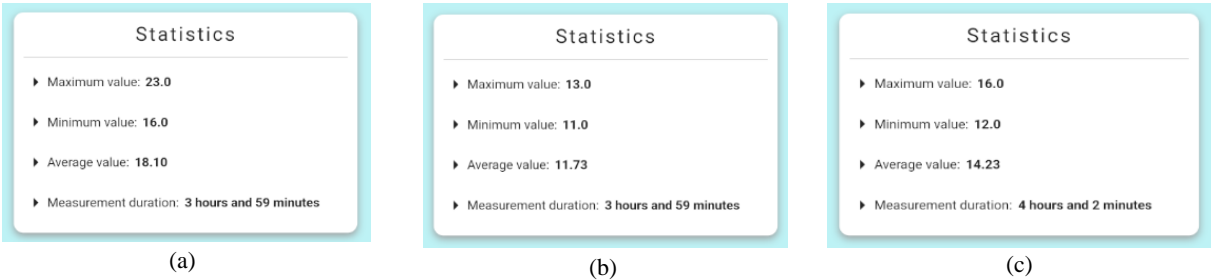 Statistics
Maximum value: 23.0
Minimum value: 16.0
Average value: 18.10
Measurement duration: 3 hours and 59 minutes
(a)
Statistics
Maximum value: 13.0
Minimum value: 11.0
Average value: 11.73
Measurement duration: 3 hours and 59 minutes
(b)
Statistics
Maximum value: 16.0
Minimum value: 12.0
Average value: 14.23
Measurement duration: 4 hours and 2 minutes
(c)